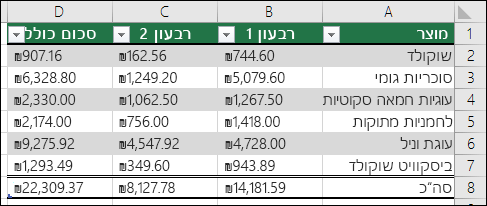 A B C D
1 מוצר רבעון 1 רבעון 2 סכום כולל
2 שוקולד ₪744.60 ₪162.56 ₪907.16
3 סוכריות גומי ₪5,079.60 ₪1,249.20 ₪6,328.80
4 עוגיות חמאה סקוטיות ₪1,267.50 ₪1,062.50 ₪2,330.00
5 לחמניות מתוקות ₪1,418.00 ₪756.00 ₪2,174.00
6 עוגת וניל ₪4,728.00 ₪4,547.92 ₪9,275.92
7 ביסקוויט שוקולד ₪943.89 ₪349.60 ₪1,293.49
8 סה"כ ₪14,181.59 ₪8,127.78 ₪22,309.37